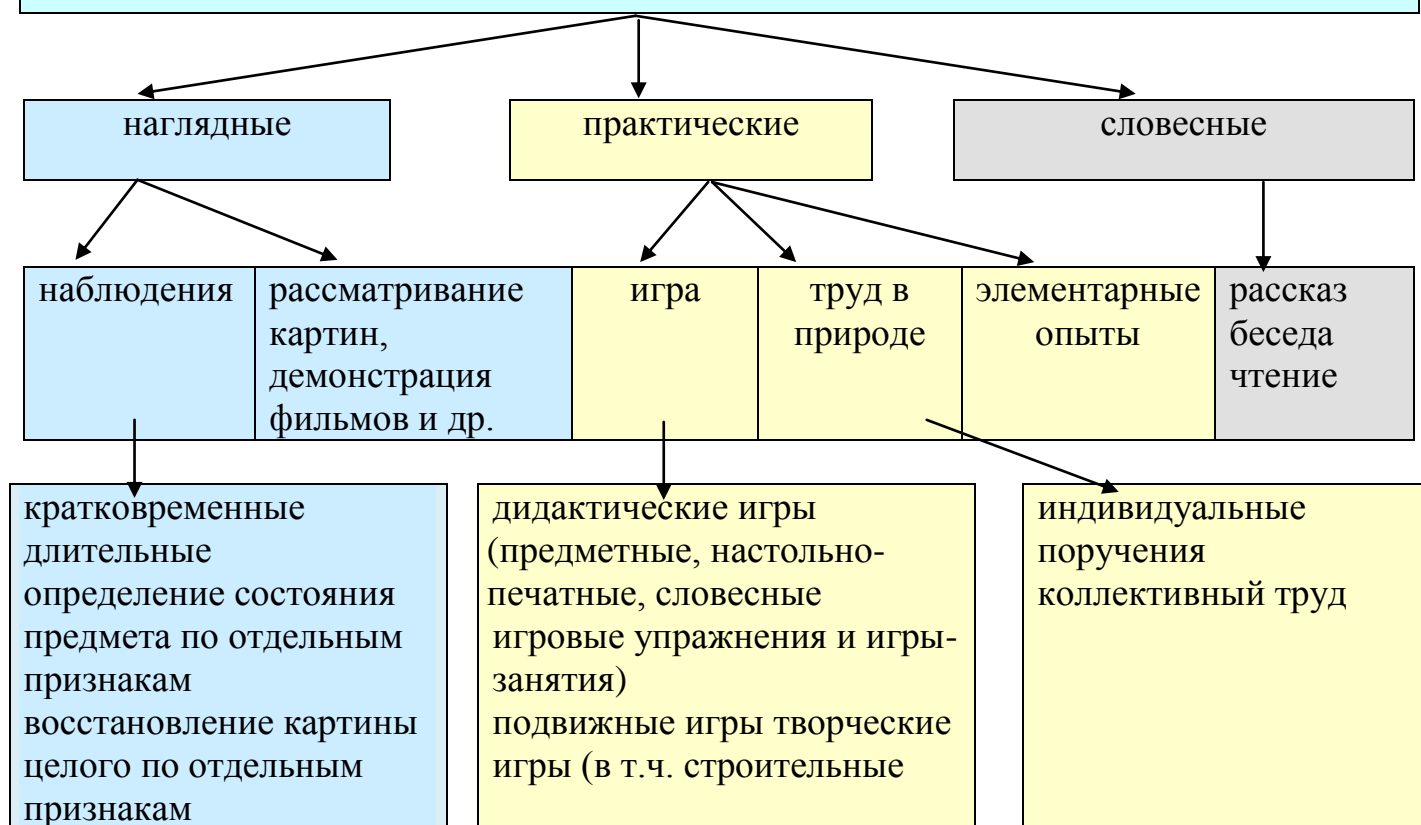 наглядные
практические
словесные
наблюдения
рассматривание
картин,
демонстрация
фильмов и др.
игра
труд в
природе
элементарные
опыты
рассказ
беседа
чтение
кратковременные
длительные
определение состояния
предмета по отдельным
признакам
восстановление картины
целого по отдельным
признакам
дидактические игры
(предметные, настольно-
печатные, словесные
игровые упражнения и игры-
занятия)
подвижные игры творческие
игры (в т.ч. строительные
индивидуальные
поручения
коллективный труд